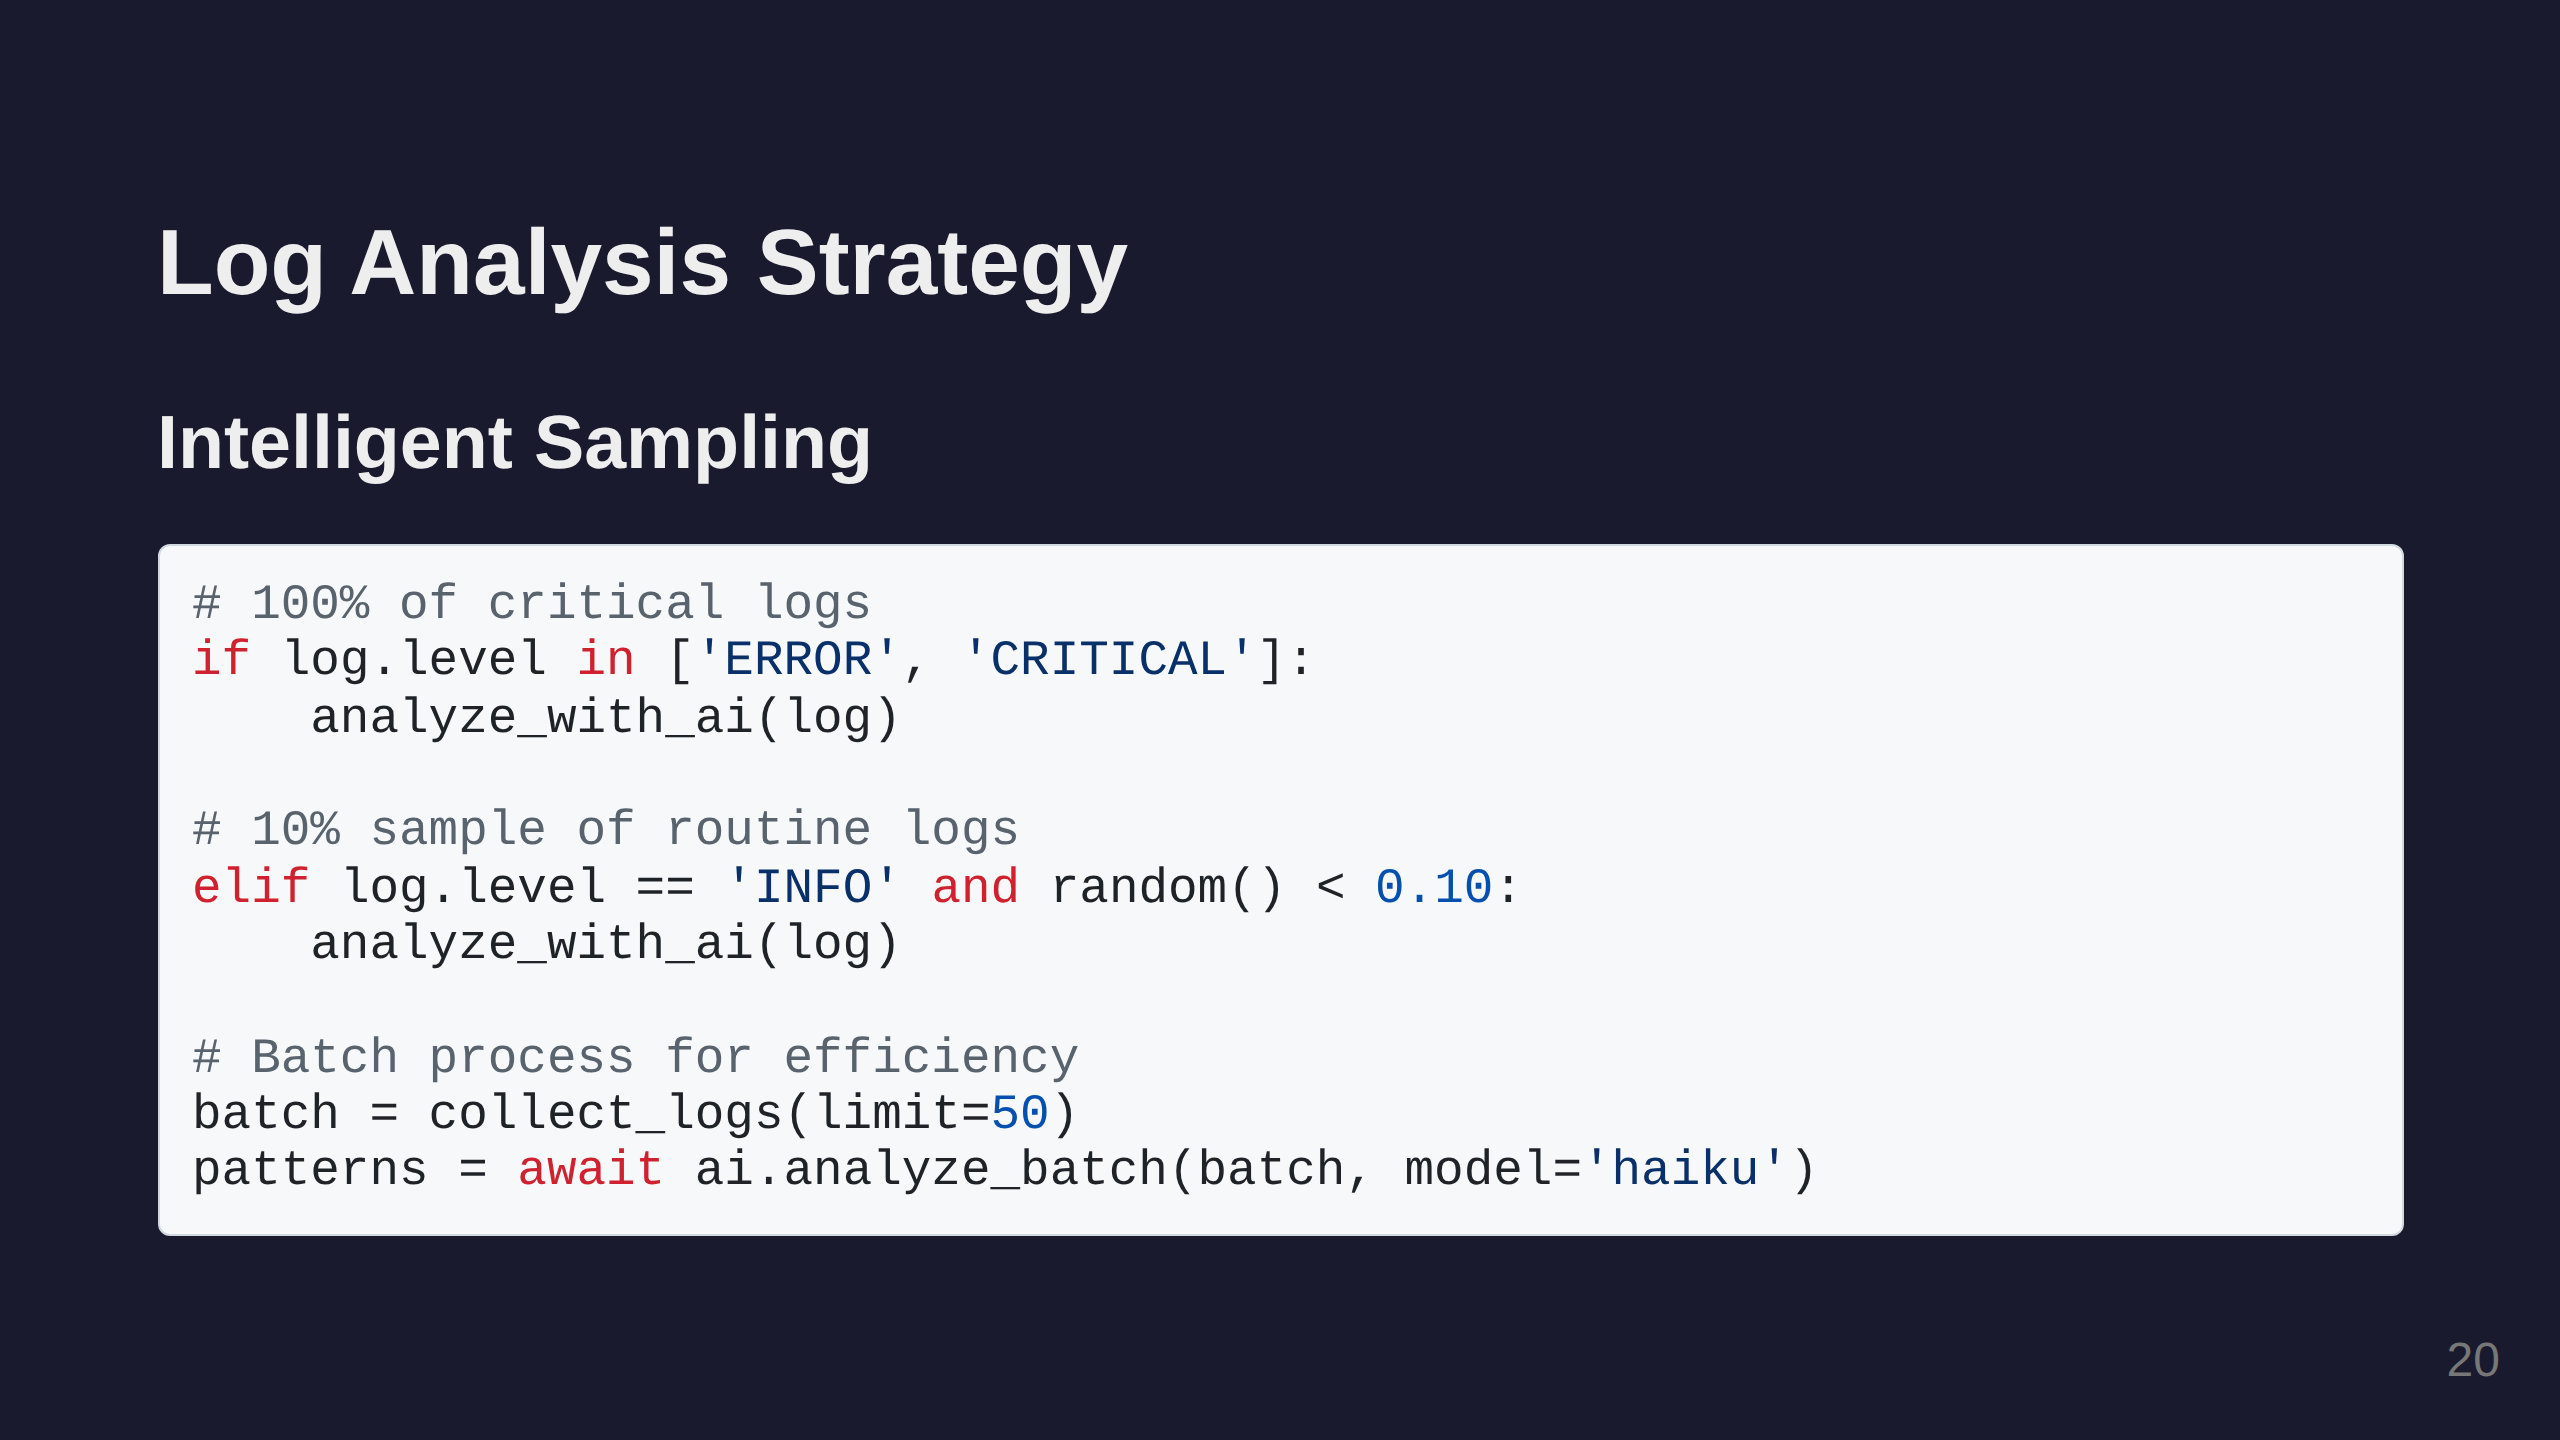 Log Analysis Strategy
Intelligent Sampling
# 100% of critical logs
if log.level in ['ERROR', 'CRITICAL']:
    analyze_with_ai(log)

# 10% sample of routine logs
elif log.level == 'INFO' and random() < 0.10:
    analyze_with_ai(log)

# Batch process for efficiency
batch = collect_logs(limit=50)
patterns = await ai.analyze_batch(batch, model='haiku')
20